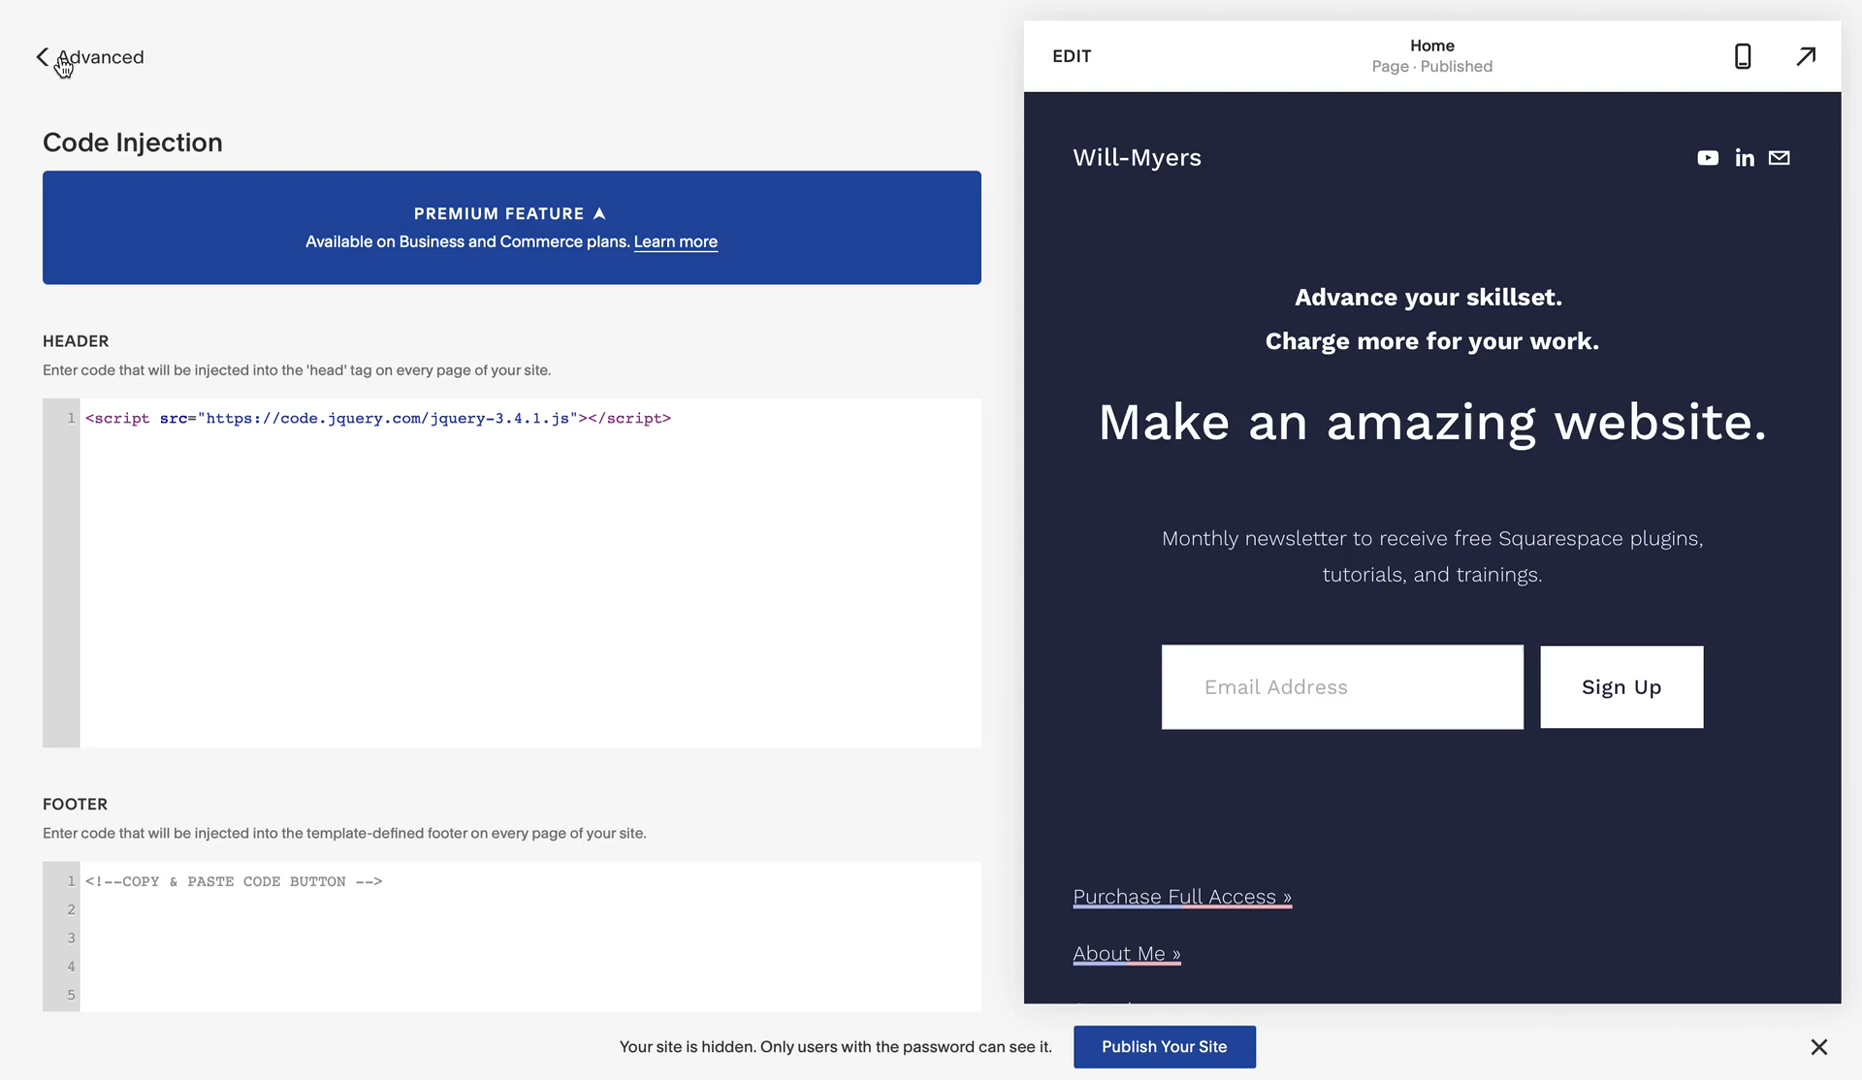 Advanced
Code Injection
PREMIUM FEATURE
Available on Business and Commerce plans. Learn more
HEADER
Enter code that will be injected into the 'head' tag on every page of your site.
1 <script src="https://code.jquery.com/jquery-3.4.1.js"></script>
FOOTER
Enter code that will be injected into the template-defined footer on every page of your site.
1 <!--COPY & PASTE CODE BUTTON -->
2
3
4
5
EDIT
Home
Page · Published
Will-Myers
Advance your skillset.
Charge more for your work.
Make an amazing website.
Monthly newsletter to receive free Squarespace plugins,
tutorials, and trainings.
Email Address
Sign Up
Purchase Full Access »
About Me »
Your site is hidden. Only users with the password can see it.
Publish Your Site